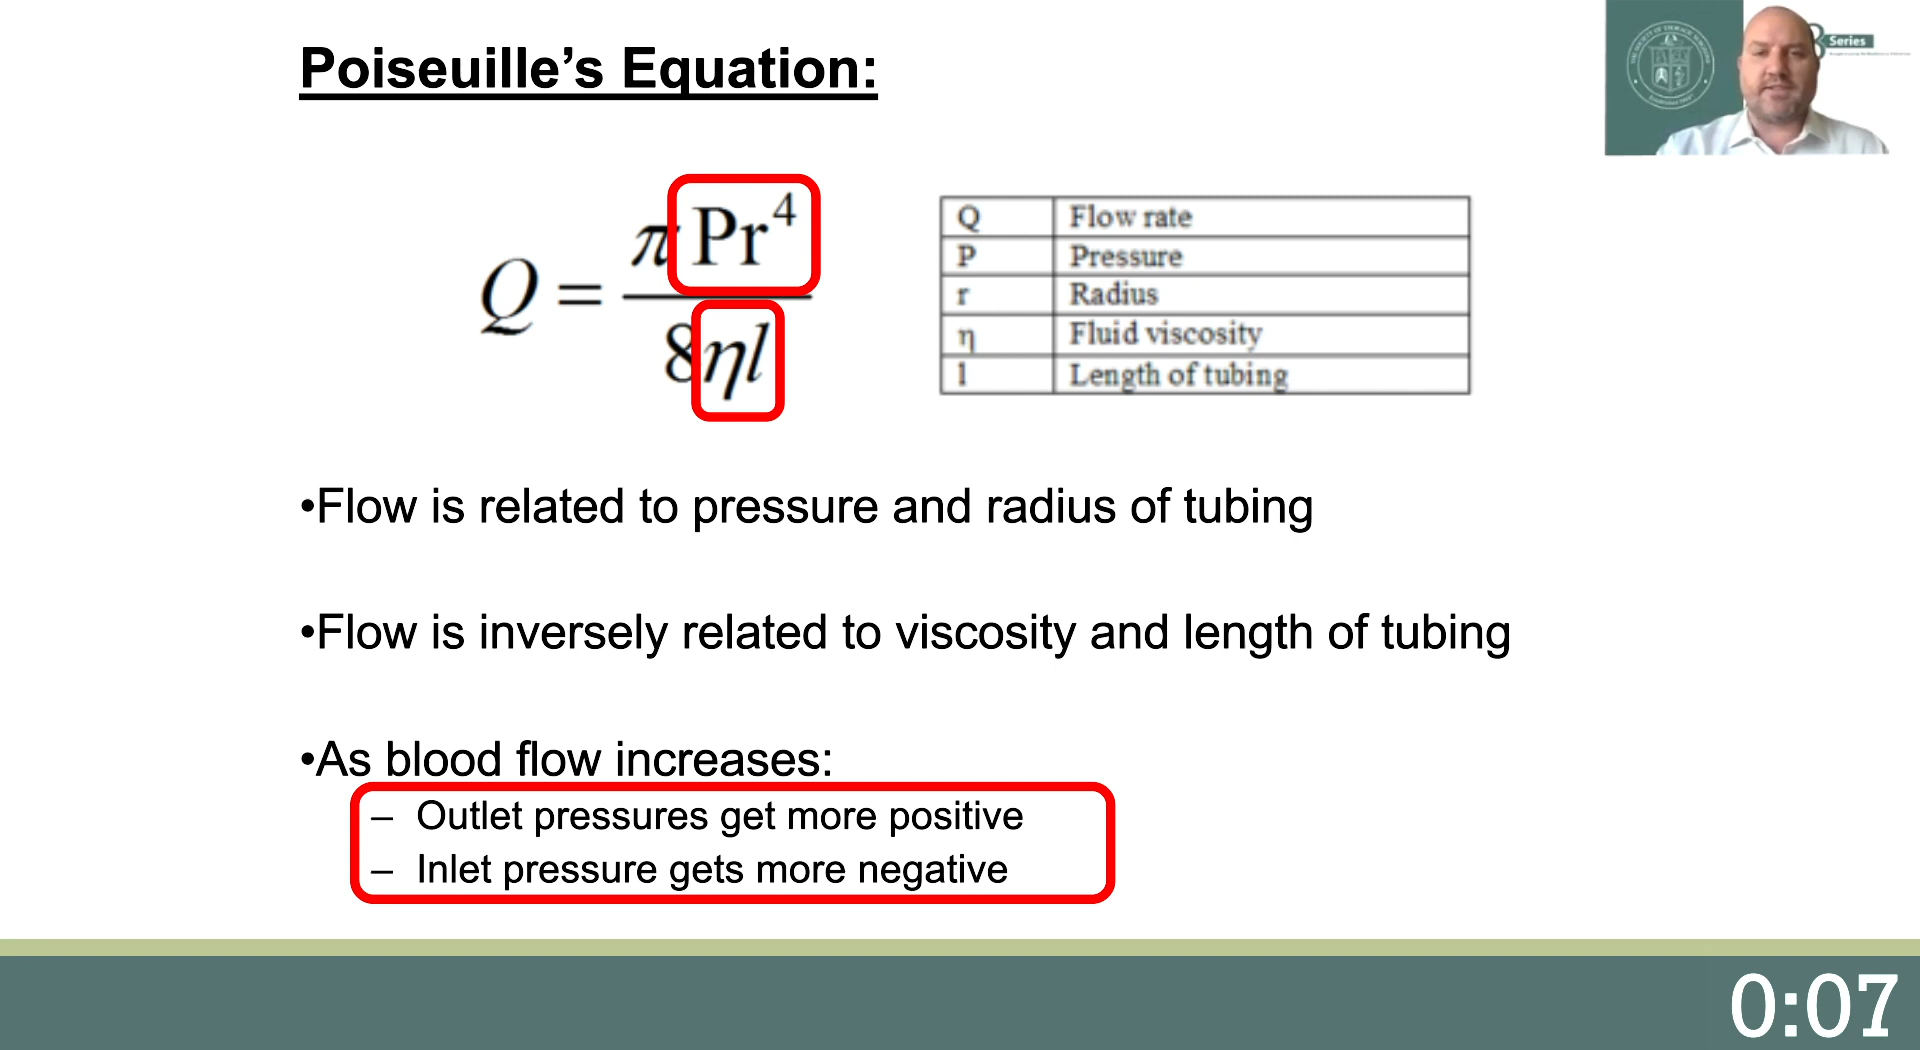 Poiseuille's Equation:
Series
Q = πPr⁴ / 8ηl
Q Flow rate
P Pressure
r Radius
η Fluid viscosity
l Length of tubing
•Flow is related to pressure and radius of tubing
•Flow is inversely related to viscosity and length of tubing
•As blood flow increases:
– Outlet pressures get more positive
– Inlet pressure gets more negative
0:07